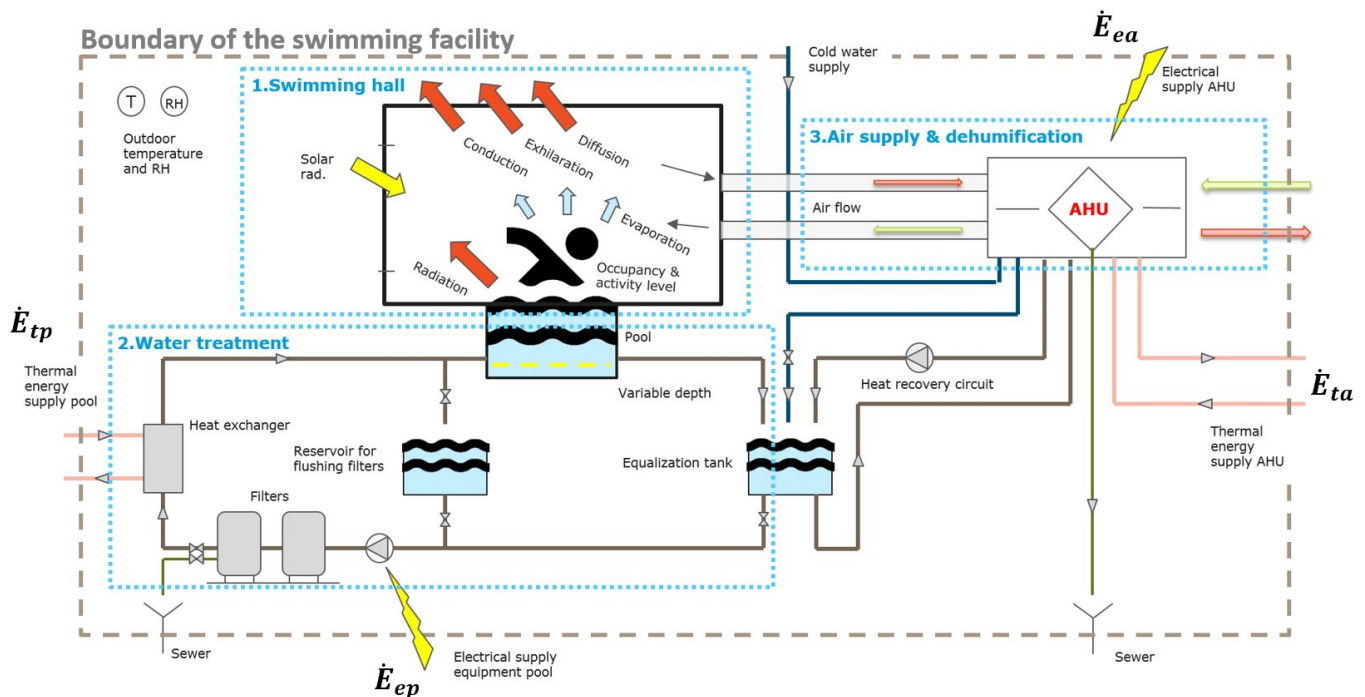 Boundary of the swimming facility
Ė_ea
Cold water
supply
Electrical
supply AHU
1.Swimming hall
T
RH
Outdoor
temperature
and RH
Solar
rad.
Conduction
Exhilaration
Diffusion
Evaporation
Radiation
Occupancy &
activity level
3.Air supply & dehumification
Air flow
AHU
Ė_tp
Thermal
energy
supply pool
2.Water treatment
Pool
Variable depth
Heat exchanger
Reservoir for
flushing filters
Filters
Equalization tank
Heat recovery circuit
Ė_ta
Thermal
energy
supply AHU
Sewer
Ė_ep
Electrical supply
equipment pool
Sewer